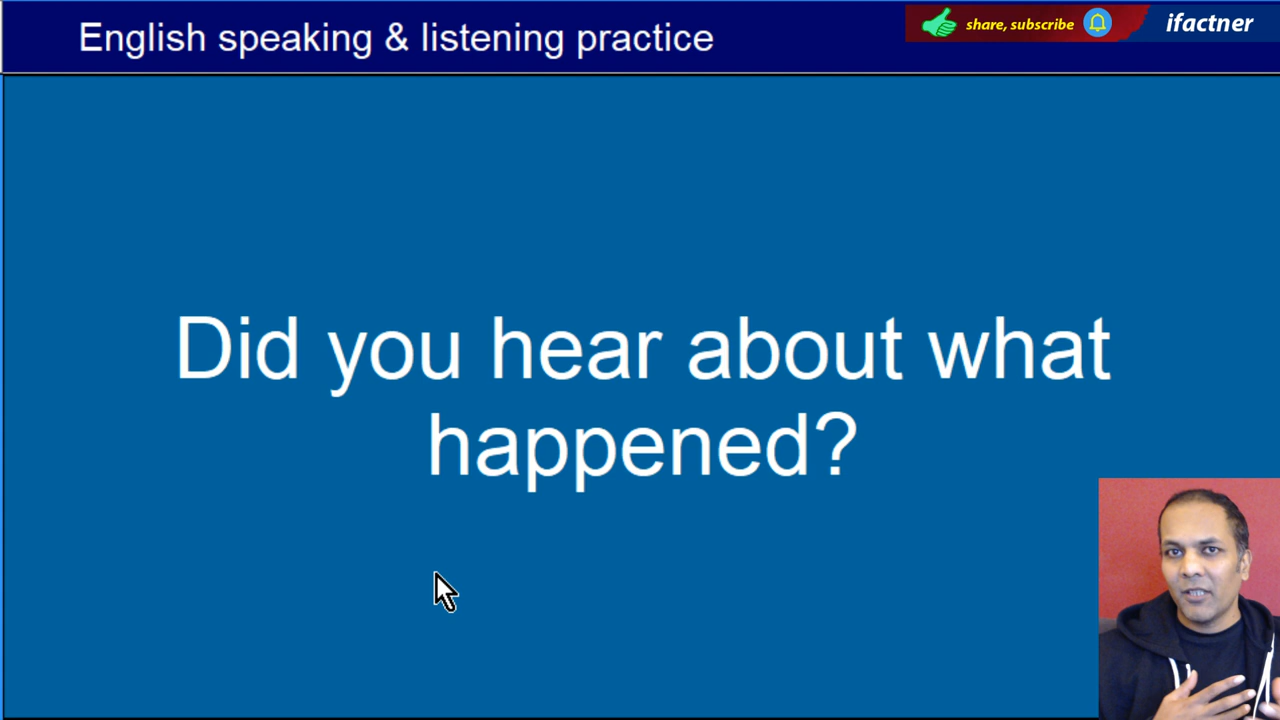 English speaking & listening practice
share, subscribe
ifactner
Did you hear about what
happened?